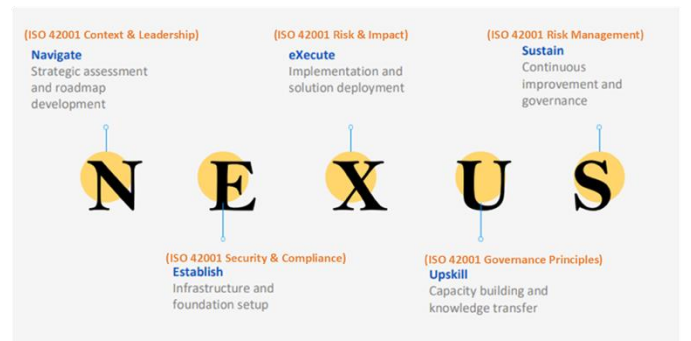 (ISO 42001 Context & Leadership)
Navigate
Strategic assessment
and roadmap
development
(ISO 42001 Risk & Impact)
eXecute
Implementation and
solution deployment
(ISO 42001 Risk Management)
Sustain
Continuous
improvement and
governance
N E X U S
(ISO 42001 Security & Compliance)
Establish
Infrastructure and
foundation setup
(ISO 42001 Governance Principles)
Upskill
Capacity building and
knowledge transfer